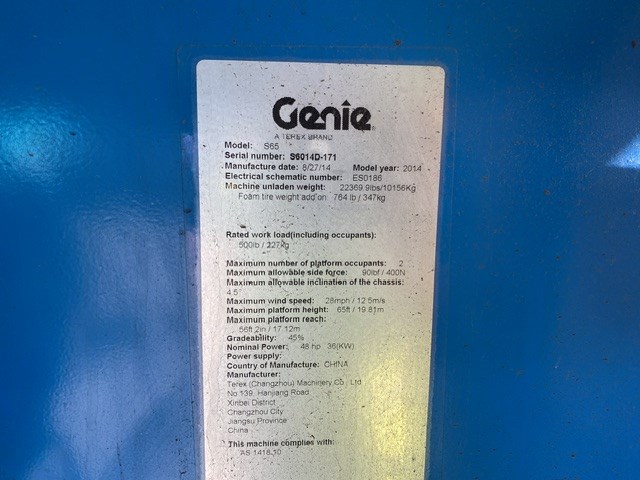 Genie
A TEREX BRAND
Model: S65
Serial number: S6014D-171
Manufacture date: 8/27/14 Model year: 2014
Electrical schematic number: ES0186
Machine unladen weight: 22369.9lbs/10156Kg
Foam tire weight add on 764 lb / 347kg
Rated work load(including occupants):
500lb / 227kg
Maximum number of platform occupants: 2
Maximum allowable side force: 90lbf / 400N
Maximum allowable inclination of the chassis:
4.5°
Maximum wind speed: 28mph / 12.5m/s
Maximum platform height: 65ft / 19.81m
Maximum platform reach:
56ft 2in / 17.12m
Gradeability: 45%
Nominal Power: 48 hp 36(KW)
Power supply:
Country of Manufacture: CHINA
Manufacturer:
Terex (Changzhou) Machinery Co., Ltd
No 139, Hanjiang Road
Xinbei District
Changzhou City
Jiangsu Province
China
This machine complies with:
AS 1418.10